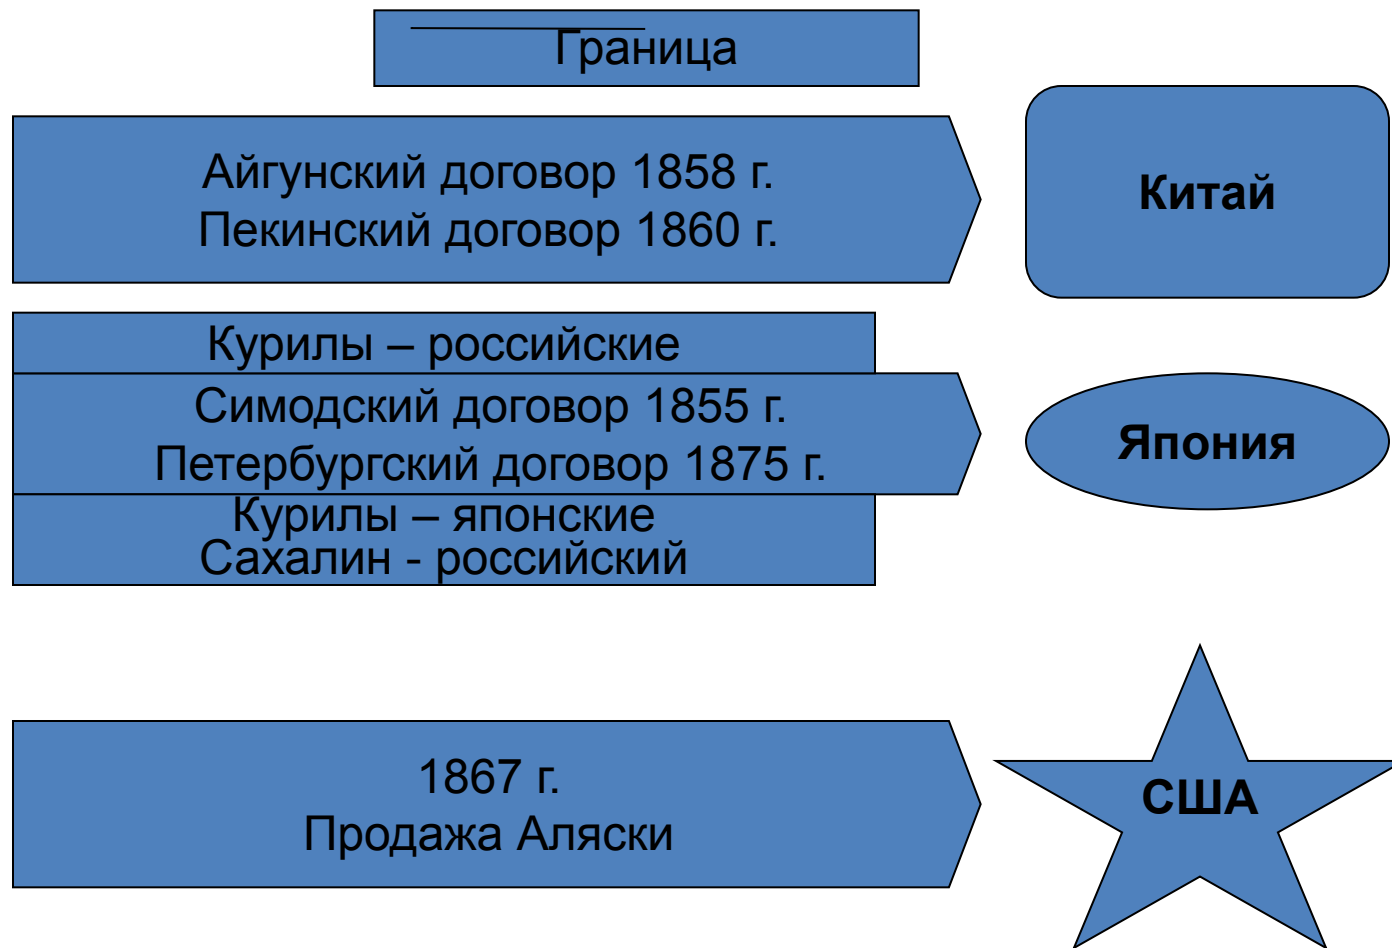 Граница
Айгунский договор 1858 г.
Пекинский договор 1860 г.
Китай
Курилы – российские
Симодский договор 1855 г.
Петербургский договор 1875 г.
Курилы – японские
Сахалин - российский
Япония
1867 г.
Продажа Аляски
США